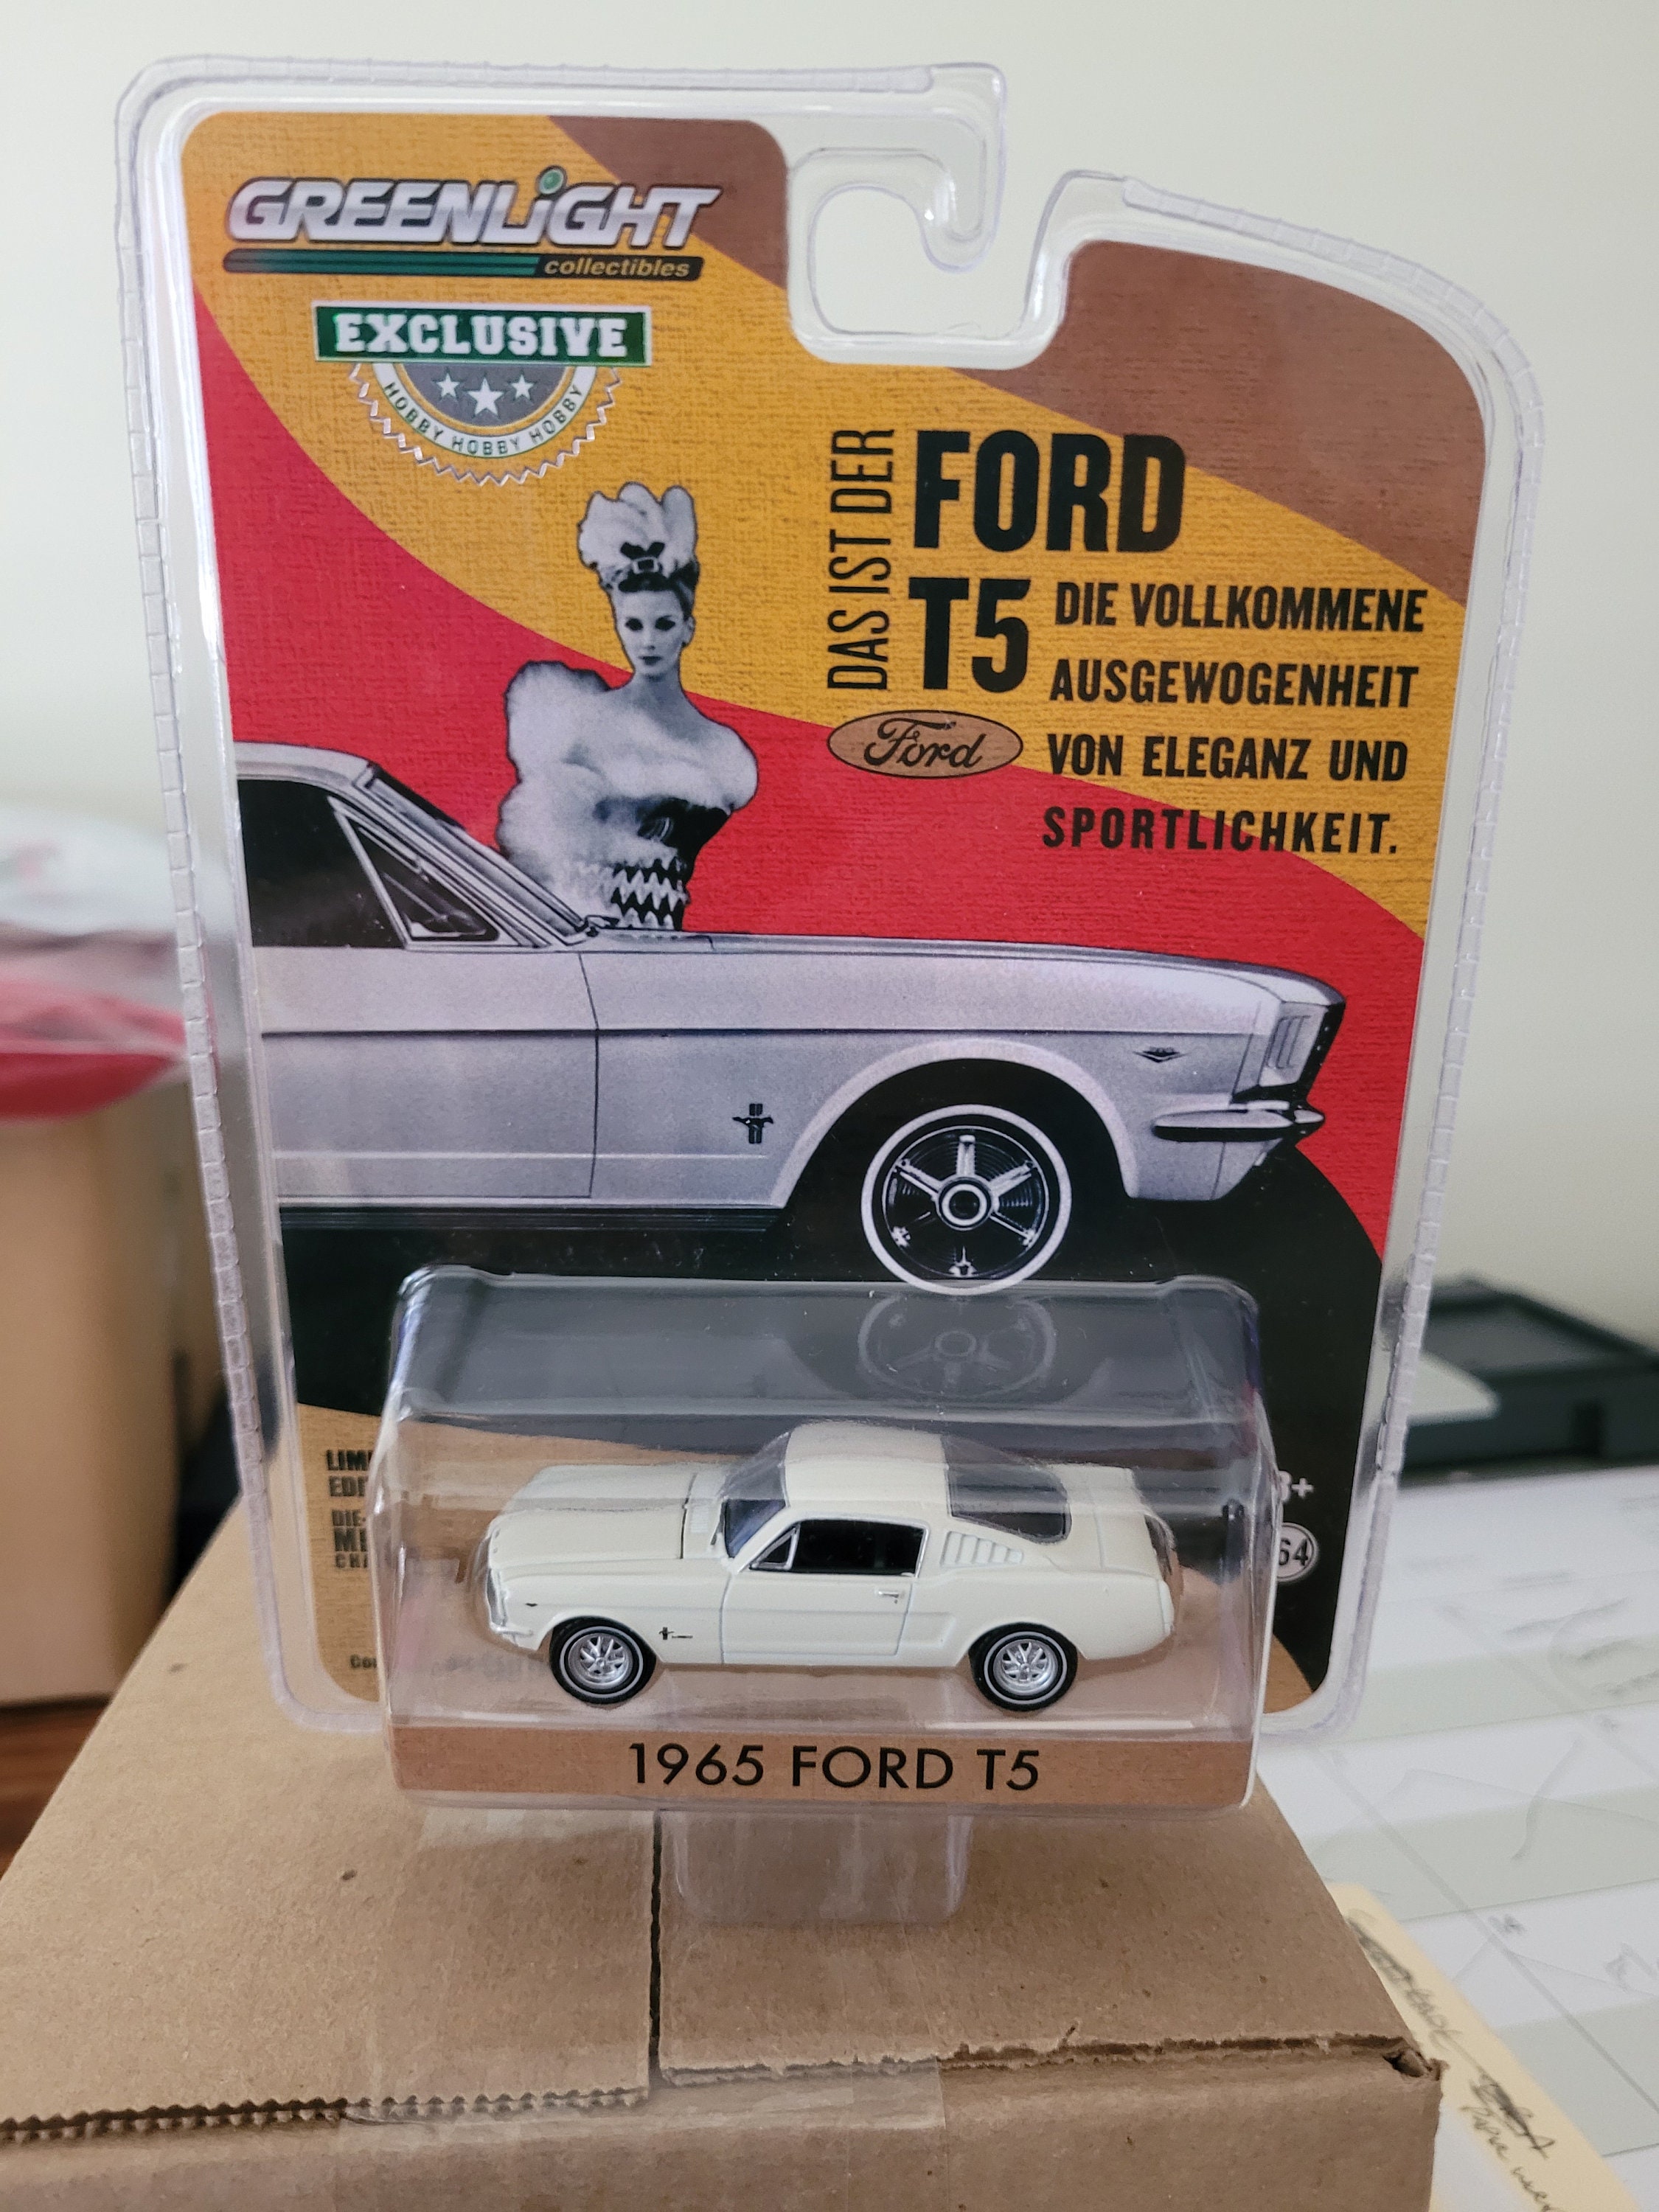 GREENLiGHT
collectibles
EXCLUSIVE
HOBBY HOBBY HOBBY
DAS IST DER
FORD
T5
DIE VOLLKOMMENE
AUSGEWOGENHEIT
VON ELEGANZ UND
SPORTLICHKEIT.
Ford
1965 FORD T5